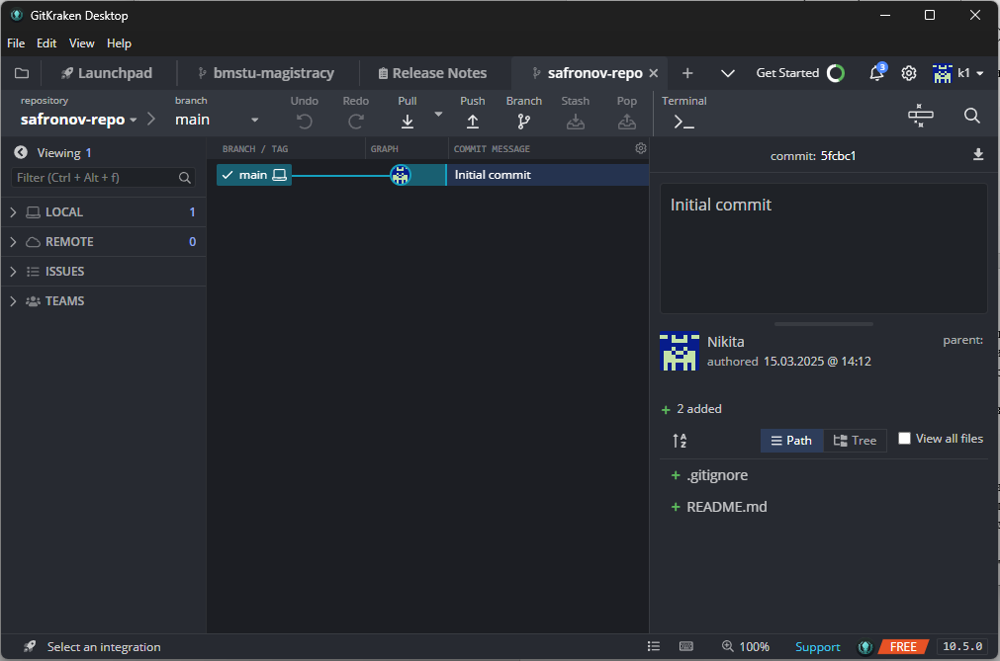 GitKraken Desktop
File Edit View Help
Launchpad bmstu-magistracy Release Notes safronov-repo Get Started 3 k1
repository branch Undo Redo Pull Push Branch Stash Pop Terminal
safronov-repo main
Viewing 1 BRANCH / TAG GRAPH COMMIT MESSAGE commit: 5fcbc1
Filter (Ctrl + Alt + f) main Initial commit
LOCAL 1
REMOTE 0
ISSUES
TEAMS
Initial commit
Nikita parent:
authored 15.03.2025 @ 14:12
2 added
Path Tree View all files
.gitignore
README.md
Select an integration 100% Support FREE 10.5.0